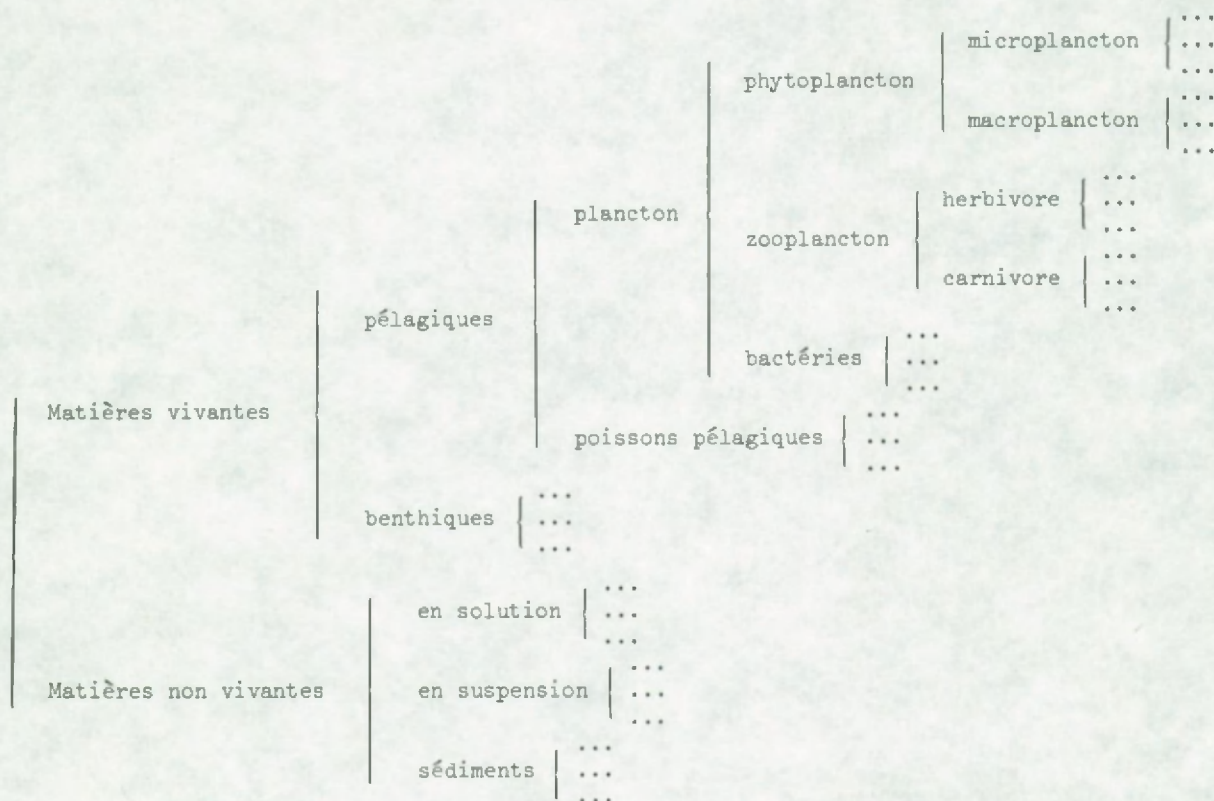 microplancton
phytoplancton
macroplancton
herbivore
plancton
zooplancton
carnivore
pélagiques
bactéries
Matières vivantes
poissons pélagiques
benthiques
en solution
Matières non vivantes
en suspension
sédiments